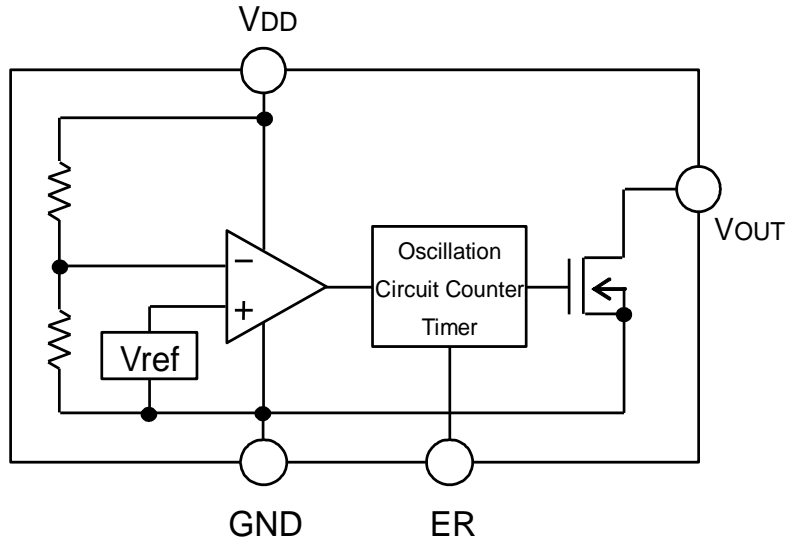 VDD
−
+
Vref
Oscillation
Circuit Counter
Timer
VOUT
GND
ER